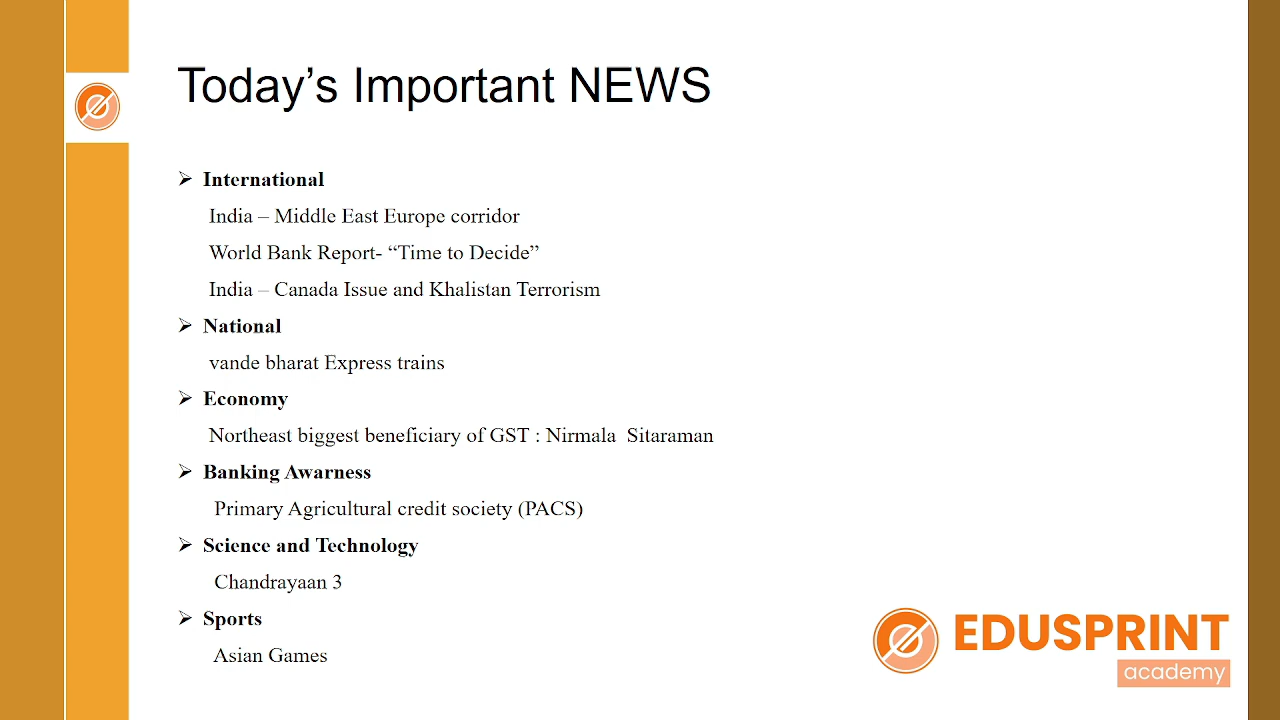 Today’s Important NEWS
➢ International
India – Middle East Europe corridor
World Bank Report- “Time to Decide”
India – Canada Issue and Khalistan Terrorism
➢ National
vande bharat Express trains
➢ Economy
Northeast biggest beneficiary of GST : Nirmala  Sitaraman
➢ Banking Awarness
Primary Agricultural credit society (PACS)
➢ Science and Technology
Chandrayaan 3
➢ Sports
Asian Games
EDUSPRINT
academy